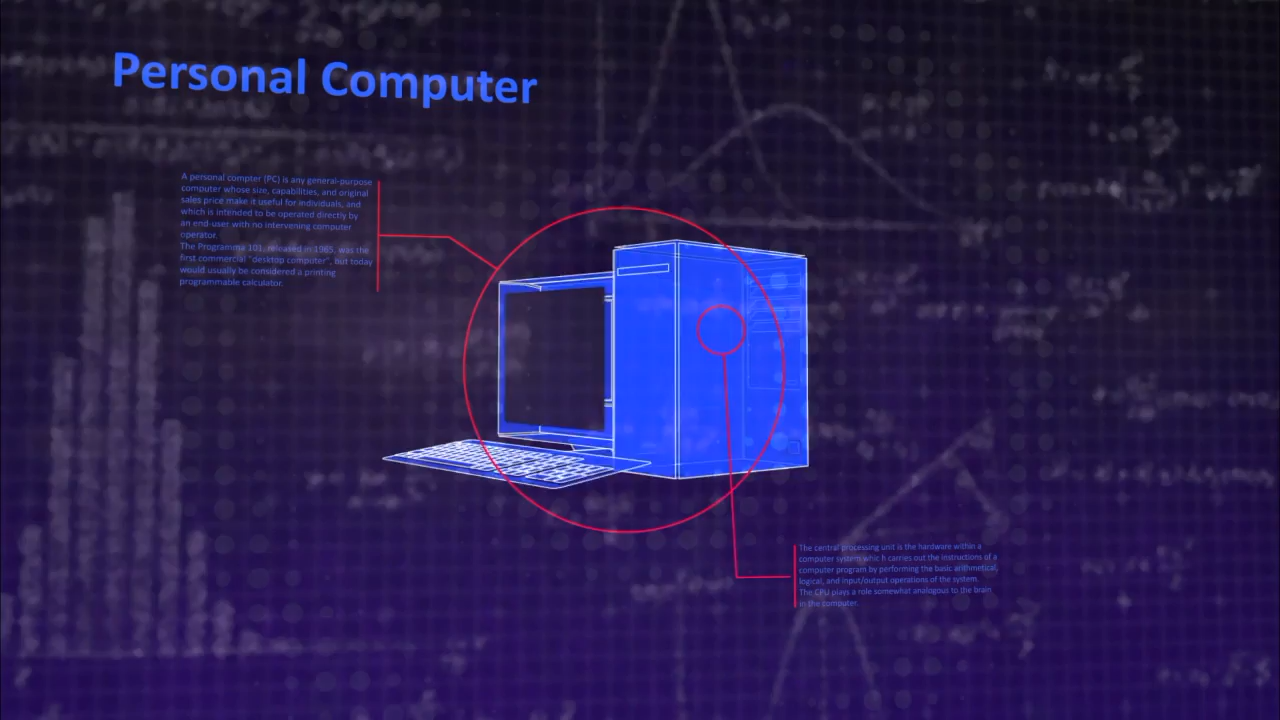 Personal Computer
A personal compter (PC) is any general-purpose
computer whose size, capabilities, and original
sales price make it useful for individuals, and
which is intended to be operated directly by
an end-user with no intervening computer
operator.
The Programma 101, released in 1965, was the
first commercial "desktop computer", but today
would usually be considered a printing
programmable calculator.
The central processing unit is the hardware within a
computer system whic h carries out the instructions of a
computer program by performing the basic arithmetical,
logical, and input/output operations of the system.
The CPU plays a role somewhat analogous to the brain
in the computer.